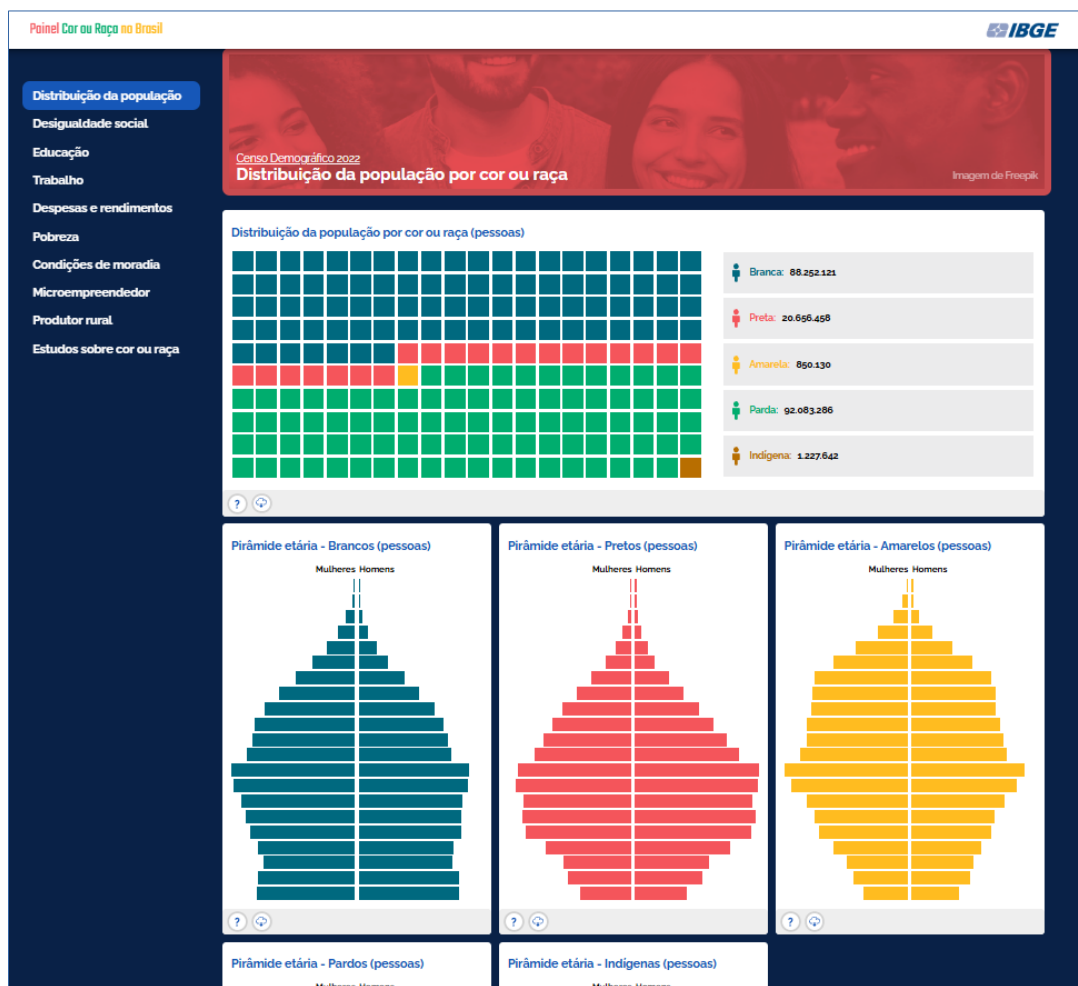 Painel Cor ou Raça no Brasil
IBGE
Distribuição da população
Desigualdade social
Educação
Trabalho
Despesas e rendimentos
Pobreza
Condições de moradia
Microempreendedor
Produtor rural
Estudos sobre cor ou raça
Censo Demográfico 2022
Distribuição da população por cor ou raça
Imagem de Freepik
Distribuição da população por cor ou raça (pessoas)
Branca: 88.252.121
Preta: 20.656.458
Amarela: 850.130
Parda: 92.083.286
Indígena: 1.227.642
?
Pirâmide etária - Brancos (pessoas)
Mulheres Homens
?
Pirâmide etária - Pretos (pessoas)
Mulheres Homens
?
Pirâmide etária - Amarelos (pessoas)
Mulheres Homens
?
Pirâmide etária - Pardos (pessoas)
Mulheres Homens
Pirâmide etária - Indígenas (pessoas)
Mulheres Homens